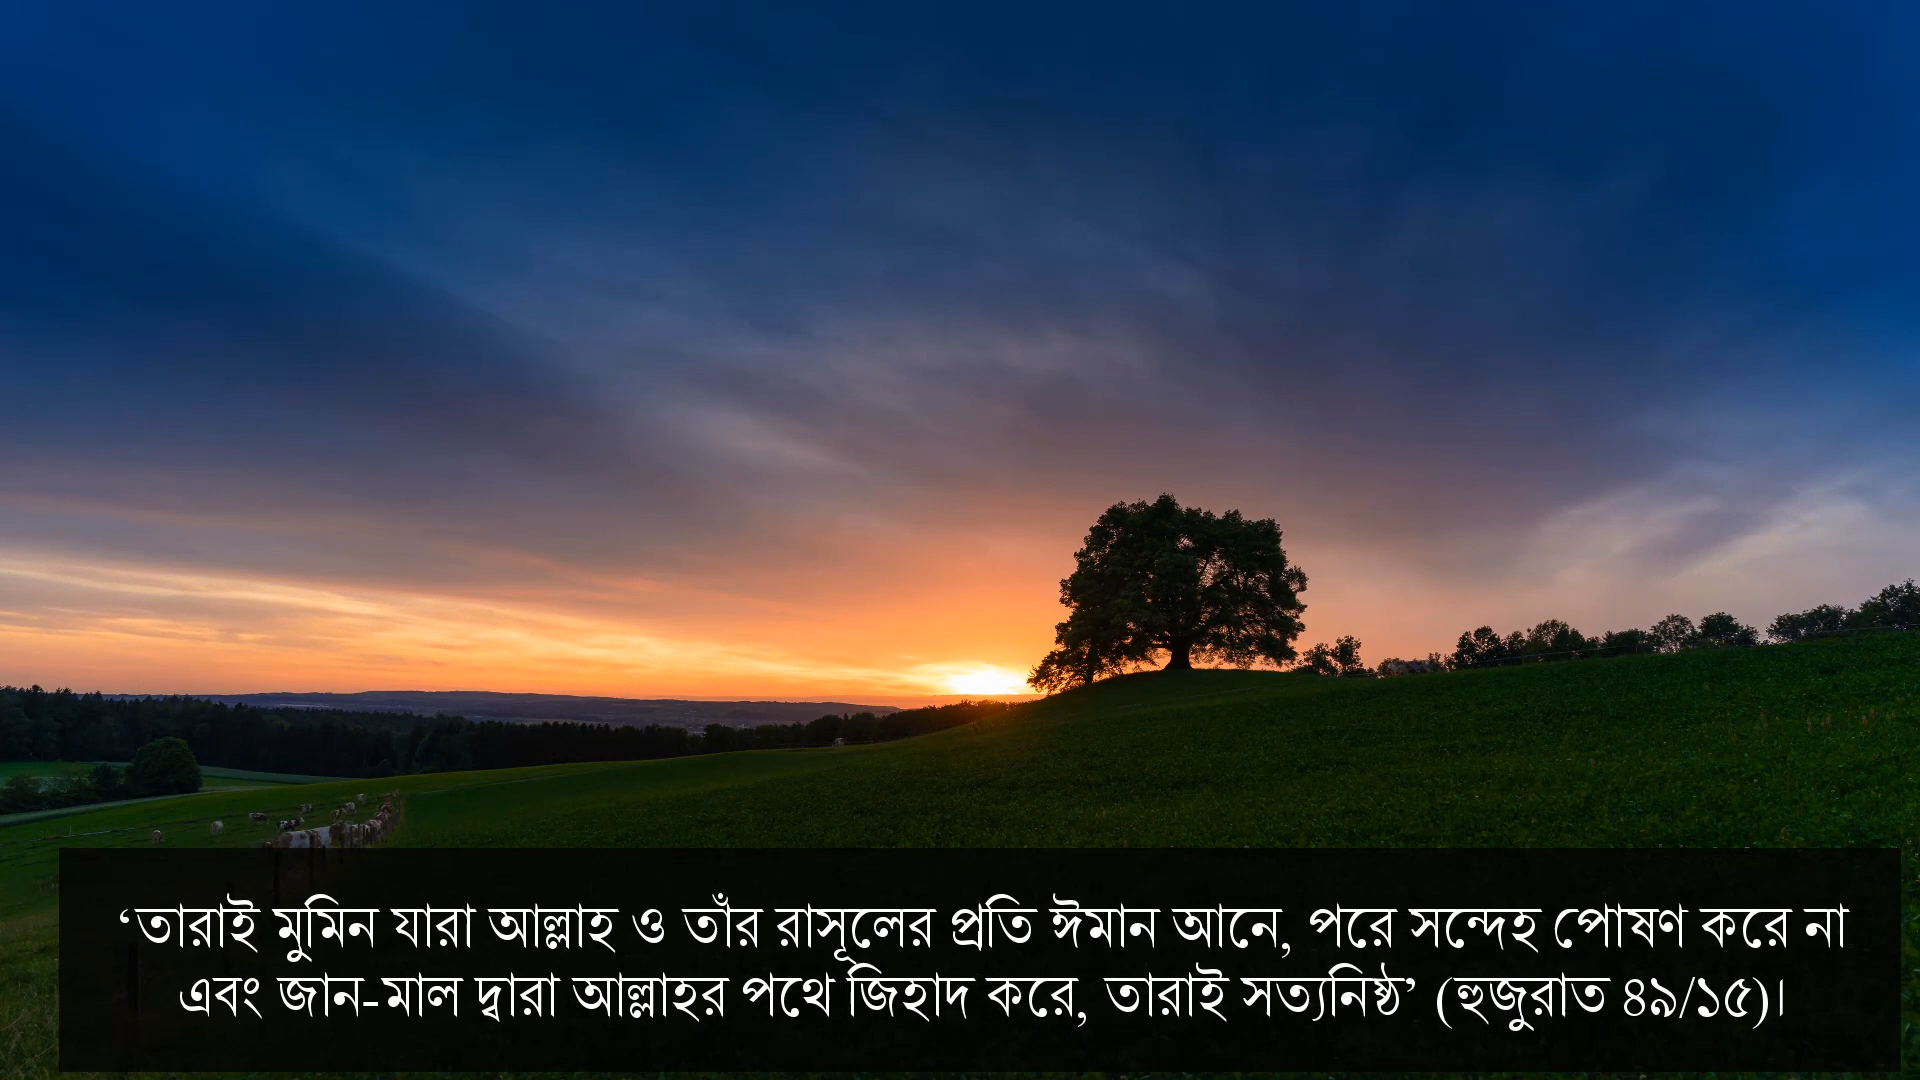 ‘তারাই মুমিন যারা আল্লাহ ও তাঁর রাসূলের প্রতি ঈমান আনে, পরে সন্দেহ পোষণ করে না
এবং জান-মাল দ্বারা আল্লাহর পথে জিহাদ করে, তারাই সত্যনিষ্ঠ’ (হুজুরাত ৪৯/১৫)।